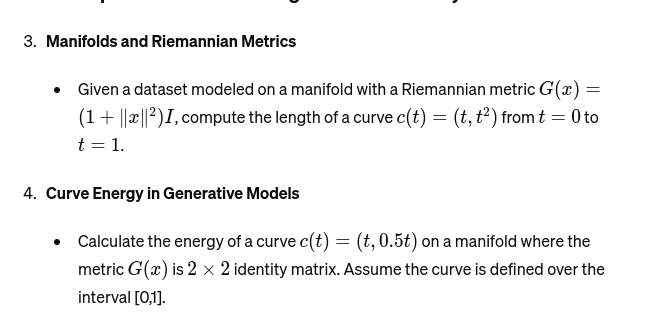 3. Manifolds and Riemannian Metrics
• Given a dataset modeled on a manifold with a Riemannian metric G(x) =
(1 + ||x||²)I, compute the length of a curve c(t) = (t, t²) from t = 0 to
t = 1.
4. Curve Energy in Generative Models
• Calculate the energy of a curve c(t) = (t, 0.5t) on a manifold where the
metric G(x) is 2 × 2 identity matrix. Assume the curve is defined over the
interval [0,1].